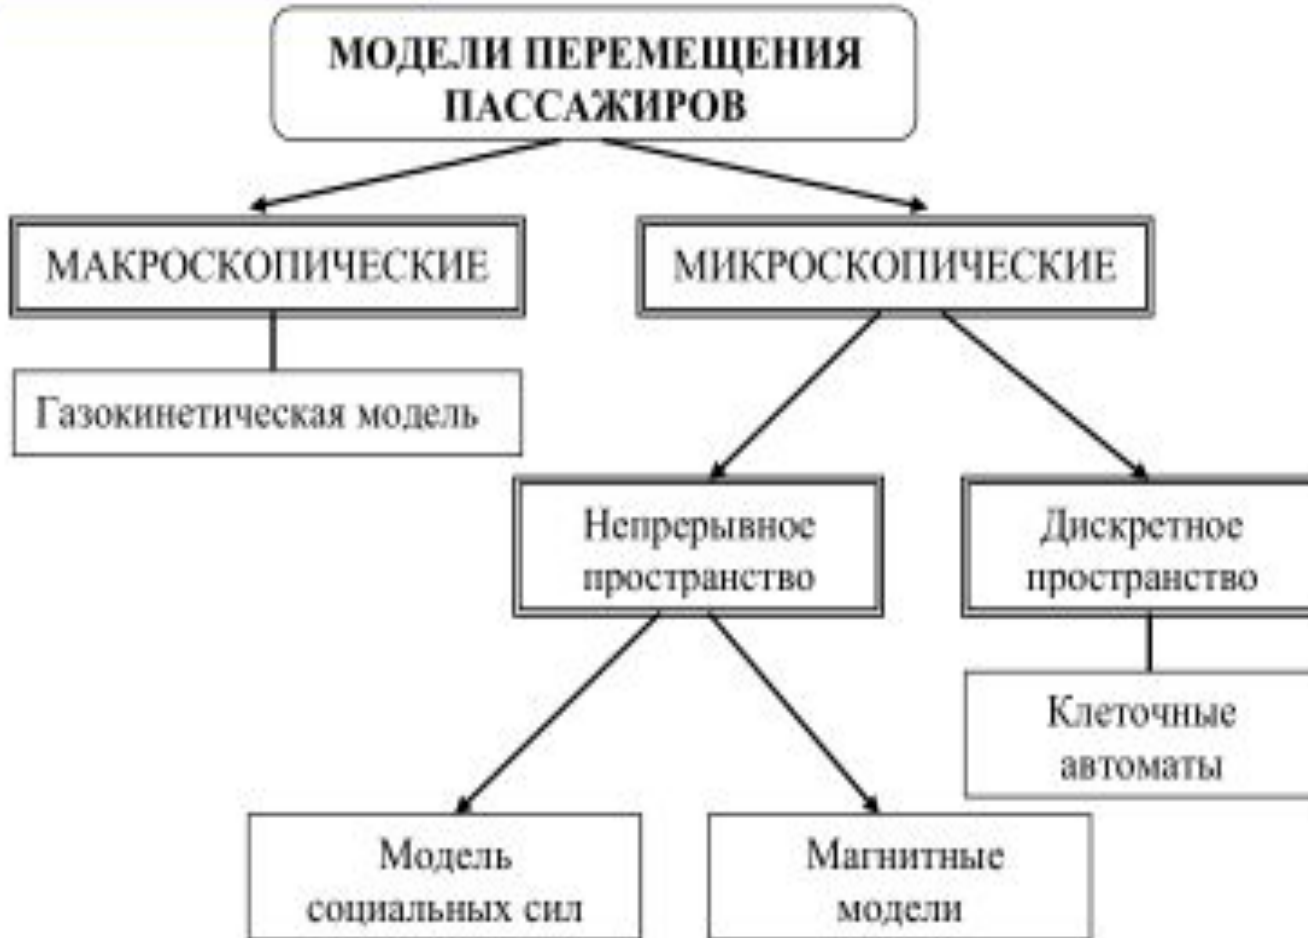 МОДЕЛИ ПЕРЕМЕЩЕНИЯ
ПАССАЖИРОВ
МАКРОСКОПИЧЕСКИЕ
МИКРОСКОПИЧЕСКИЕ
Газокинетическая модель
Непрерывное
пространство
Дискретное
пространство
Клеточные
автоматы
Модель
социальных сил
Магнитные
модели